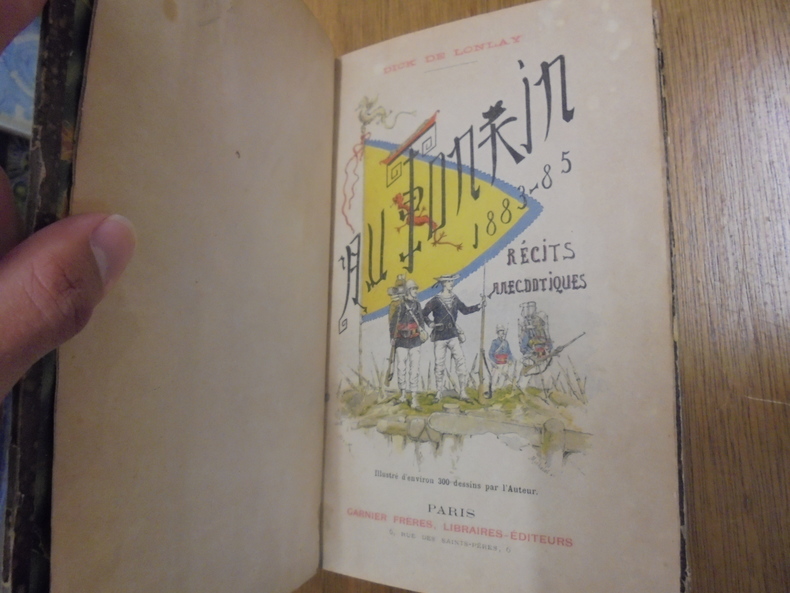 DICK DE LONLAY
Au Tonkin
1883-85
RÉCITS
ANECDOTIQUES
Illustré d'environ 300 dessins par l'Auteur.
PARIS
GARNIER FRÈRES, LIBRAIRES-ÉDITEURS
6, RUE DES SAINTS-PÈRES, 6